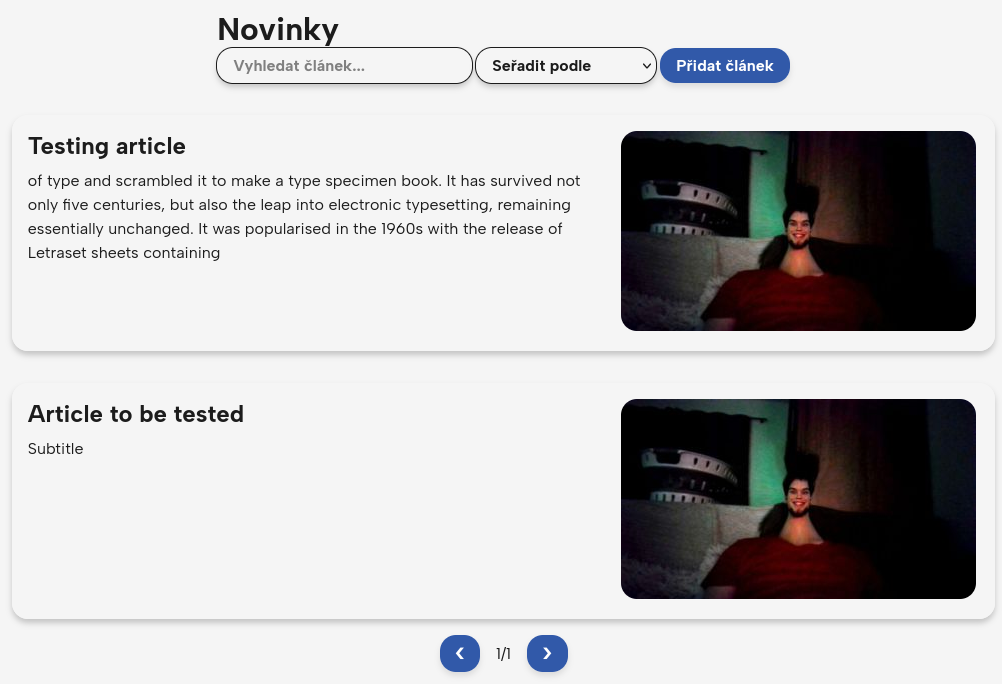 Novinky
Vyhledat článek...
Seřadit podle
Přidat článek
Testing article
of type and scrambled it to make a type specimen book. It has survived not
only five centuries, but also the leap into electronic typesetting, remaining
essentially unchanged. It was popularised in the 1960s with the release of
Letraset sheets containing
Article to be tested
Subtitle
1/1